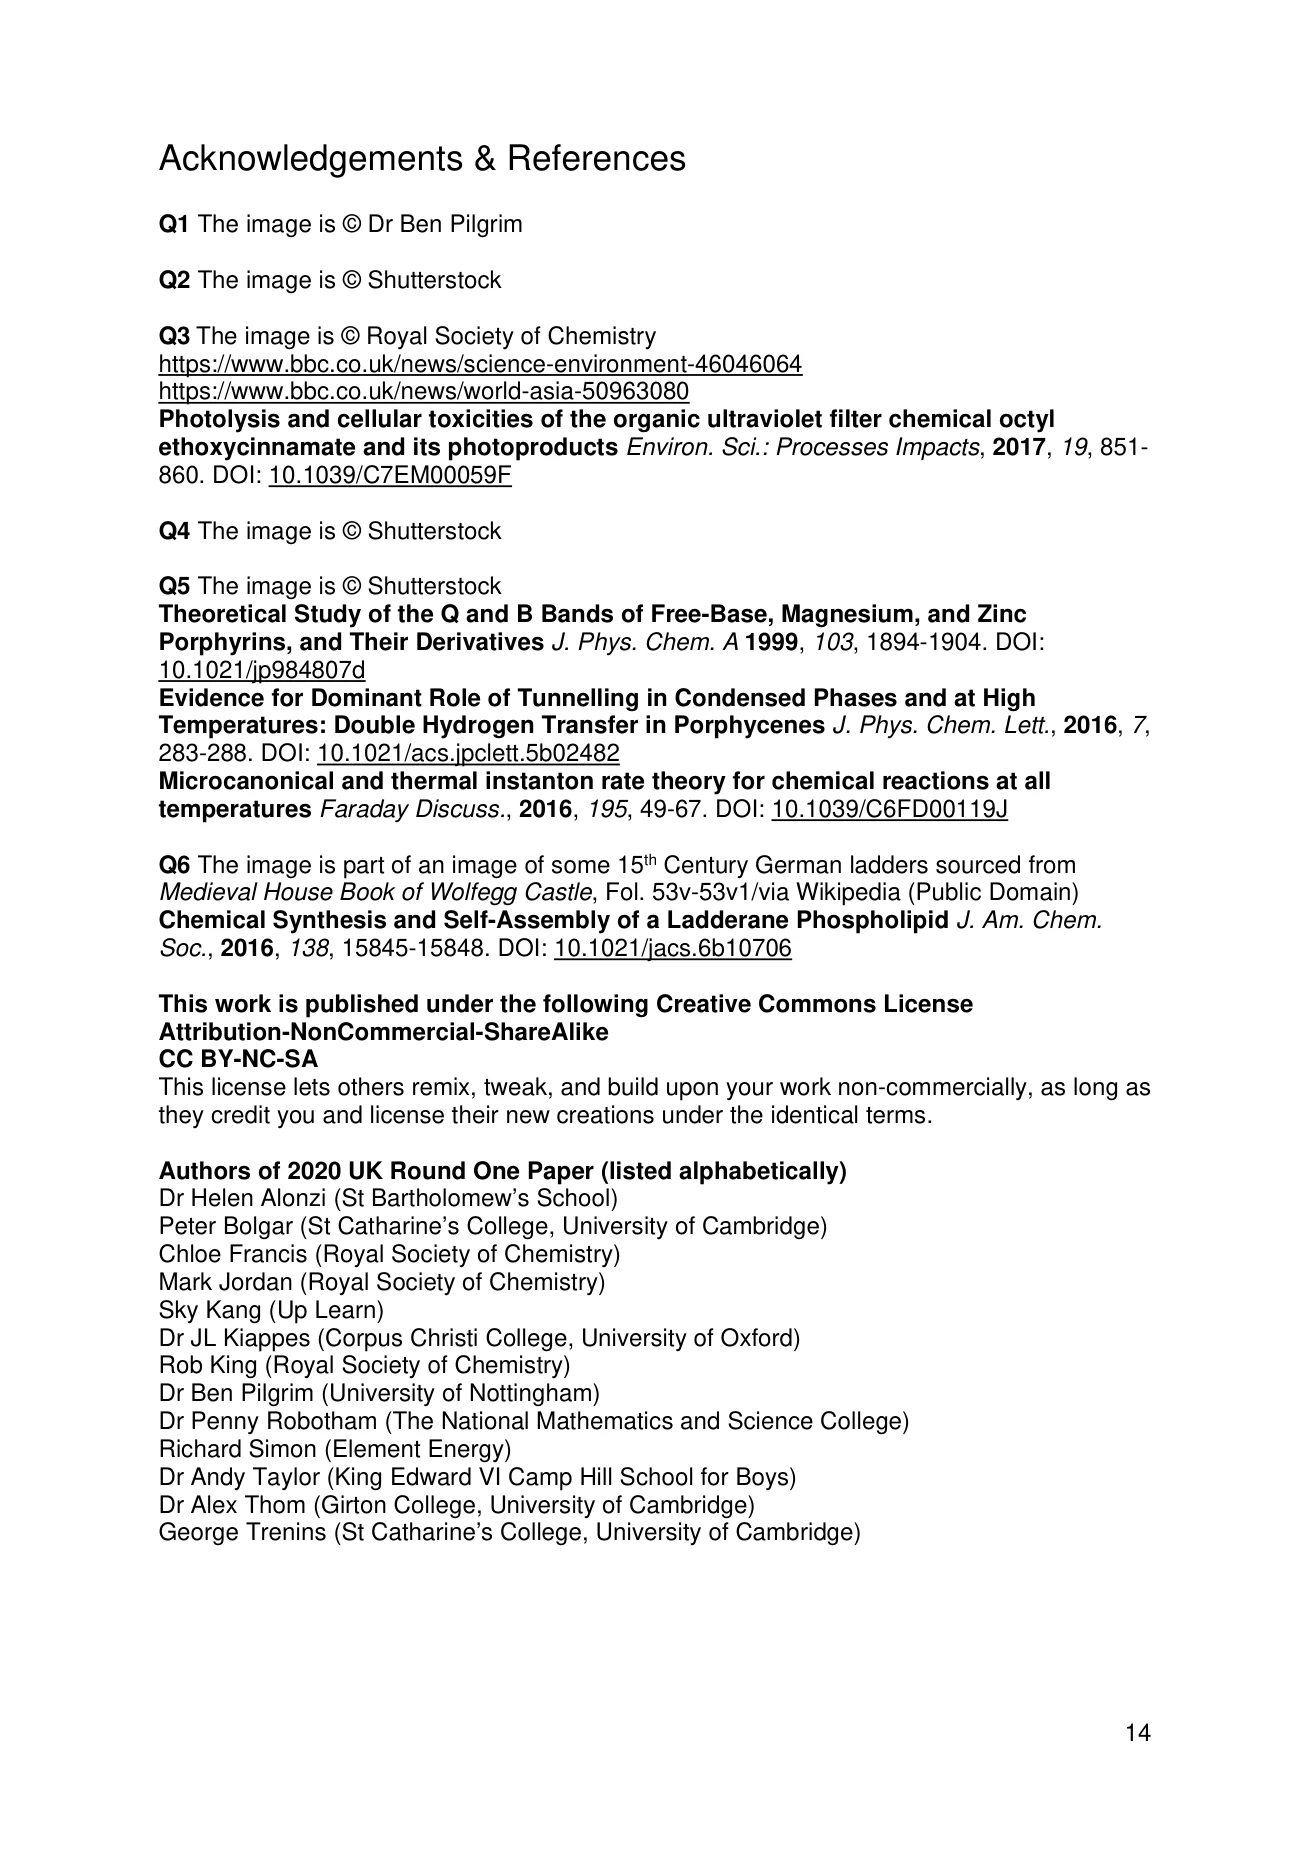 Acknowledgements & References
Q1 The image is © Dr Ben Pilgrim
Q2 The image is © Shutterstock
Q3 The image is © Royal Society of Chemistry
https://www.bbc.co.uk/news/science-environment-46046064
https://www.bbc.co.uk/news/world-asia-50963080
Photolysis and cellular toxicities of the organic ultraviolet filter chemical octyl
ethoxycinnamate and its photoproducts Environ. Sci.: Processes Impacts, 2017, 19, 851-
860. DOI: 10.1039/C7EM00059F
Q4 The image is © Shutterstock
Q5 The image is © Shutterstock
Theoretical Study of the Q and B Bands of Free-Base, Magnesium, and Zinc
Porphyrins, and Their Derivatives J. Phys. Chem. A 1999, 103, 1894-1904. DOI:
10.1021/jp984807d
Evidence for Dominant Role of Tunnelling in Condensed Phases and at High
Temperatures: Double Hydrogen Transfer in Porphycenes J. Phys. Chem. Lett., 2016, 7,
283-288. DOI: 10.1021/acs.jpclett.5b02482
Microcanonical and thermal instanton rate theory for chemical reactions at all
temperatures Faraday Discuss., 2016, 195, 49-67. DOI: 10.1039/C6FD00119J
Q6 The image is part of an image of some 15th Century German ladders sourced from
Medieval House Book of Wolfegg Castle, Fol. 53v-53v1/via Wikipedia (Public Domain)
Chemical Synthesis and Self-Assembly of a Ladderane Phospholipid J. Am. Chem.
Soc., 2016, 138, 15845-15848. DOI: 10.1021/jacs.6b10706
This work is published under the following Creative Commons License
Attribution-NonCommercial-ShareAlike
CC BY-NC-SA
This license lets others remix, tweak, and build upon your work non-commercially, as long as
they credit you and license their new creations under the identical terms.
Authors of 2020 UK Round One Paper (listed alphabetically)
Dr Helen Alonzi (St Bartholomew's School)
Peter Bolgar (St Catharine's College, University of Cambridge)
Chloe Francis (Royal Society of Chemistry)
Mark Jordan (Royal Society of Chemistry)
Sky Kang (Up Learn)
Dr JL Kiappes (Corpus Christi College, University of Oxford)
Rob King (Royal Society of Chemistry)
Dr Ben Pilgrim (University of Nottingham)
Dr Penny Robotham (The National Mathematics and Science College)
Richard Simon (Element Energy)
Dr Andy Taylor (King Edward VI Camp Hill School for Boys)
Dr Alex Thom (Girton College, University of Cambridge)
George Trenins (St Catharine's College, University of Cambridge)
14